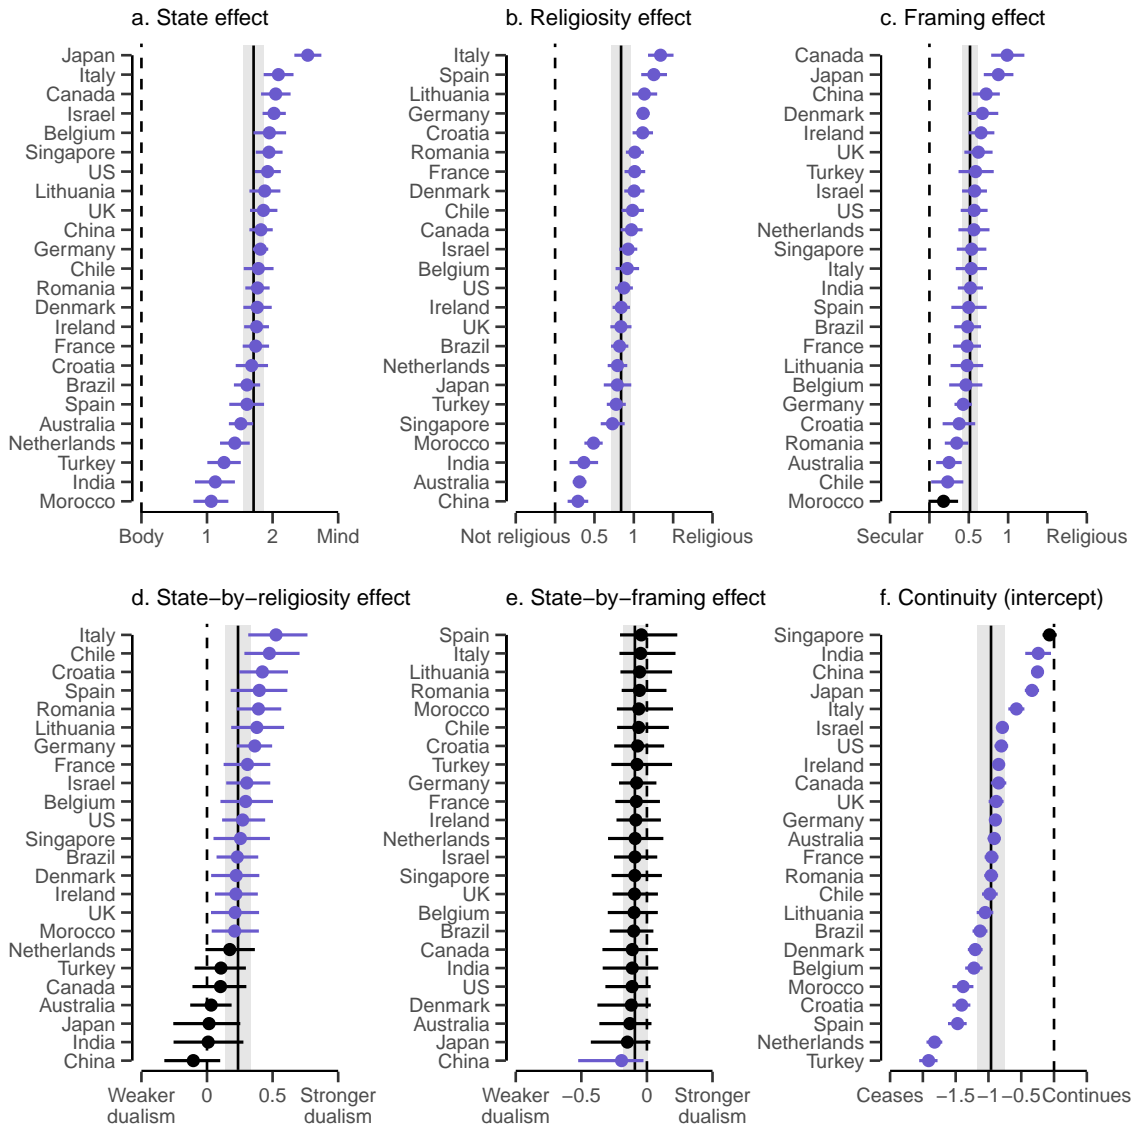 a. State effect
Japan
Italy
Canada
Israel
Belgium
Singapore
US
Lithuania
UK
China
Germany
Chile
Romania
Denmark
Ireland
France
Croatia
Brazil
Spain
Australia
Netherlands
Turkey
India
Morocco
Body 1 2 Mind
b. Religiosity effect
Italy
Spain
Lithuania
Germany
Croatia
Romania
France
Denmark
Chile
Canada
Israel
Belgium
US
Ireland
UK
Brazil
Netherlands
Japan
Turkey
Singapore
Morocco
India
Australia
China
Not religious 0.5 1 Religious
c. Framing effect
Canada
Japan
China
Denmark
Ireland
UK
Turkey
Israel
US
Netherlands
Singapore
Italy
India
Spain
Brazil
France
Lithuania
Belgium
Germany
Croatia
Romania
Australia
Chile
Morocco
Secular 0.5 1 Religious
d. State−by−religiosity effect
Italy
Chile
Croatia
Spain
Romania
Lithuania
Germany
France
Israel
Belgium
US
Singapore
Brazil
Denmark
Ireland
UK
Morocco
Netherlands
Turkey
Canada
Australia
Japan
India
China
Weaker 0 0.5 Stronger
dualism dualism
e. State−by−framing effect
Spain
Italy
Lithuania
Romania
Morocco
Chile
Croatia
Turkey
Germany
France
Ireland
Netherlands
Israel
Singapore
UK
Belgium
Brazil
Canada
India
US
Denmark
Australia
Japan
China
Weaker −0.5 0 Stronger
dualism dualism
f. Continuity (intercept)
Singapore
India
China
Japan
Italy
Israel
US
Ireland
Canada
UK
Germany
Australia
France
Romania
Chile
Lithuania
Brazil
Denmark
Belgium
Morocco
Croatia
Spain
Netherlands
Turkey
Ceases −1.5 −1 −0.5 Continues